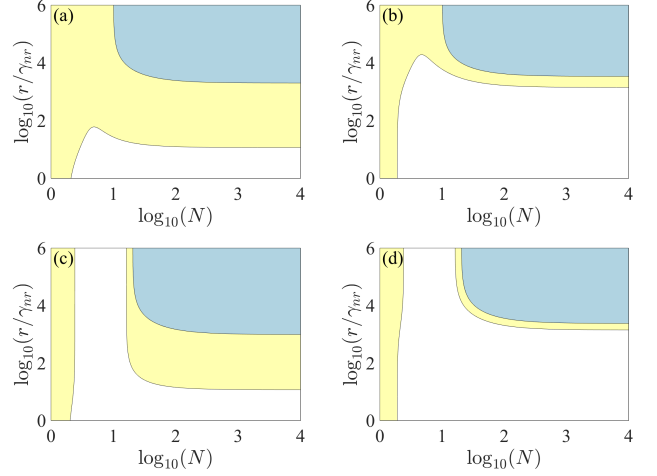 (a)
6
4
2
0
log₁₀(r/γₙᵣ)
0 1 2 3 4
log₁₀(N)
(b)
6
4
2
0
log₁₀(r/γₙᵣ)
0 1 2 3 4
log₁₀(N)
(c)
6
4
2
0
log₁₀(r/γₙᵣ)
0 1 2 3 4
log₁₀(N)
(d)
6
4
2
0
log₁₀(r/γₙᵣ)
0 1 2 3 4
log₁₀(N)